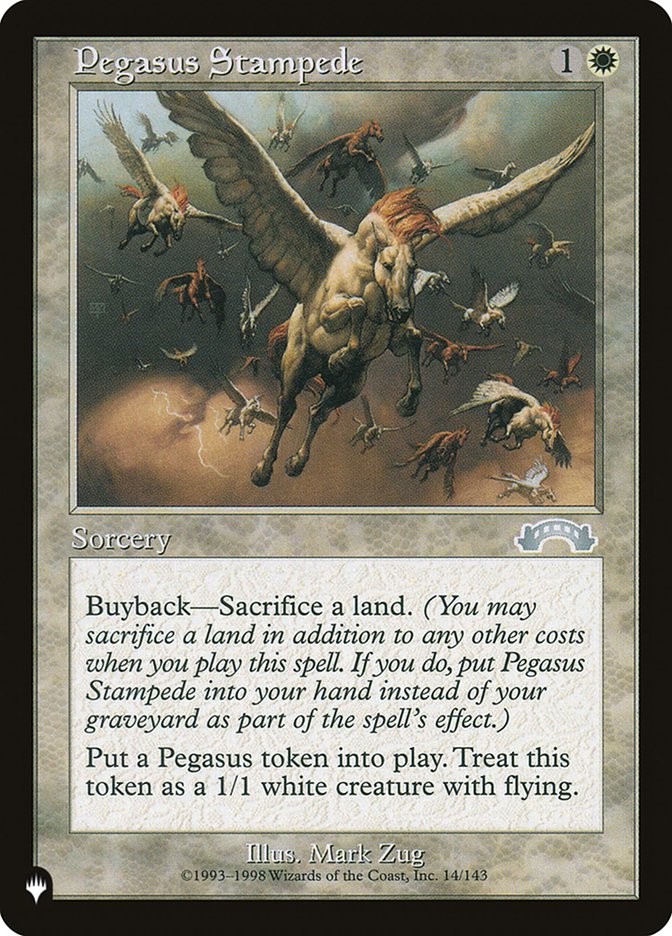 Pegasus Stampede 1
Sorcery
Buyback—Sacrifice a land. (You may
sacrifice a land in addition to any other costs
when you play this spell. If you do, put Pegasus
Stampede into your hand instead of your
graveyard as part of the spell's effect.)
Put a Pegasus token into play. Treat this
token as a 1/1 white creature with flying.
Illus. Mark Zug
©1993–1998 Wizards of the Coast, Inc. 14/143